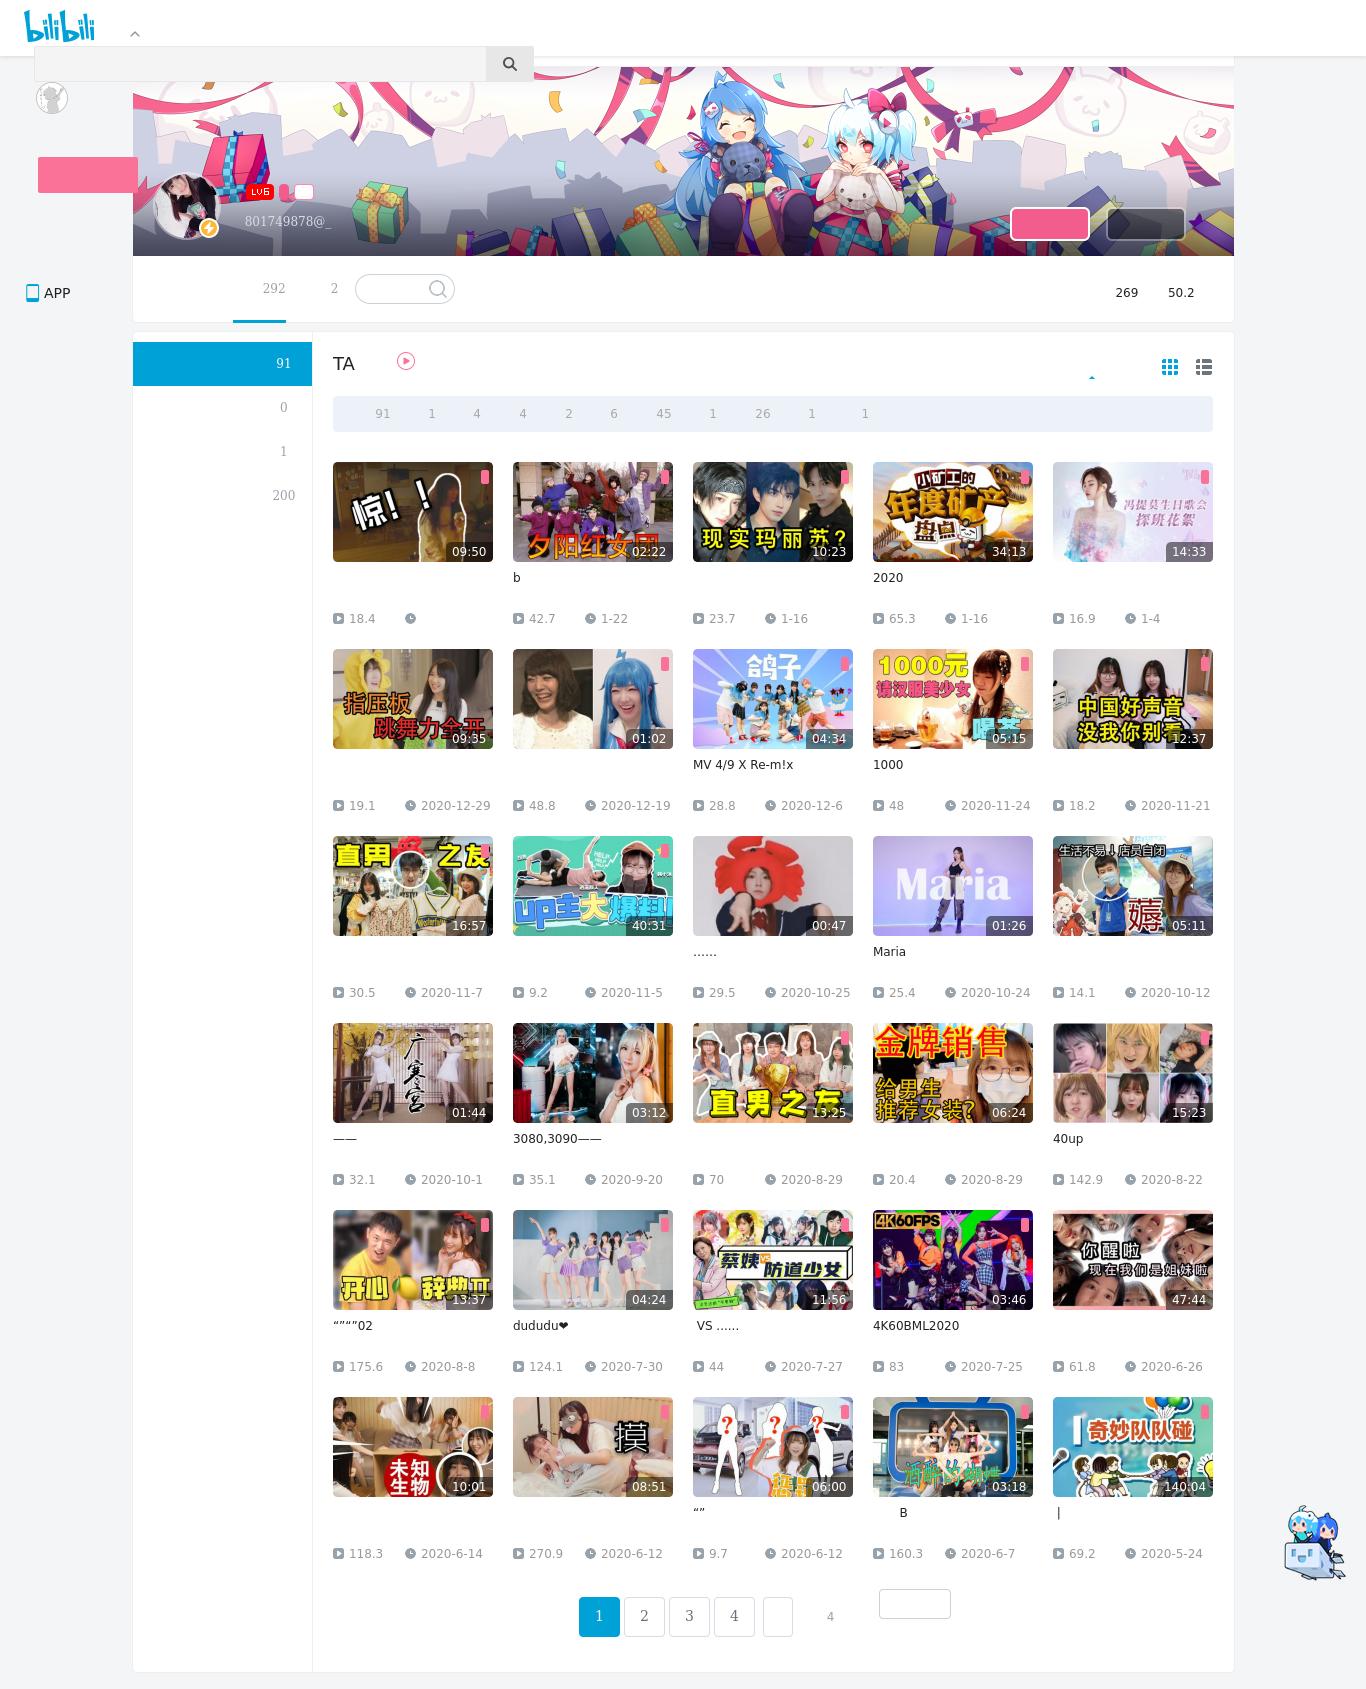 bilibili
LV6
801749878@_
292 2
APP
269 50.2
91
TA
0
91 1 4 4 2 6 45 1 26 1 1
1
200
惊！！ 夕阳红女团 现实玛丽苏？ 小矿工的 年度矿产 盘点 冯提莫生日歌会 探班花絮
09:50 02:22 10:23 34:13 14:33
b 2020
18.4 42.7 1-22 23.7 1-16 65.3 1-16 16.9 1-4
指压板 跳舞力全开 鸽子 1000元 请汉服美少女 喝茶 中国好声音 没我你别看
09:35 01:02 04:34 05:15 12:37
MV 4/9 X Re-m!x 1000
19.1 2020-12-29 48.8 2020-12-19 28.8 2020-12-6 48 2020-11-24 18.2 2020-11-21
直男 之友 up主大爆料 Maria 生活不易！店员自闭 薅
16:57 40:31 00:47 01:26 05:11
…… Maria
30.5 2020-11-7 9.2 2020-11-5 29.5 2020-10-25 25.4 2020-10-24 14.1 2020-10-12
广寒宫 直男之友 金牌销售 给男生 推荐女装？
01:44 03:12 13:25 06:24 15:23
—— 3080,3090—— 40up
32.1 2020-10-1 35.1 2020-9-20 70 2020-8-29 20.4 2020-8-29 142.9 2020-8-22
开心 蔡姨 VS 防道少女 4K60FPS 你醒啦 现在我们是姐妹啦
13:37 04:24 11:56 03:46 47:44
“”“”02 dududu❤ VS …… 4K60BML2020
175.6 2020-8-8 124.1 2020-7-30 44 2020-7-27 83 2020-7-25 61.8 2020-6-26
未知生物 摸 ? ? ? 酒醉的蝴蝶 奇妙队队碰
10:01 08:51 06:00 03:18 140:04
“” B |
118.3 2020-6-14 270.9 2020-6-12 9.7 2020-6-12 160.3 2020-6-7 69.2 2020-5-24
1 2 3 4 4